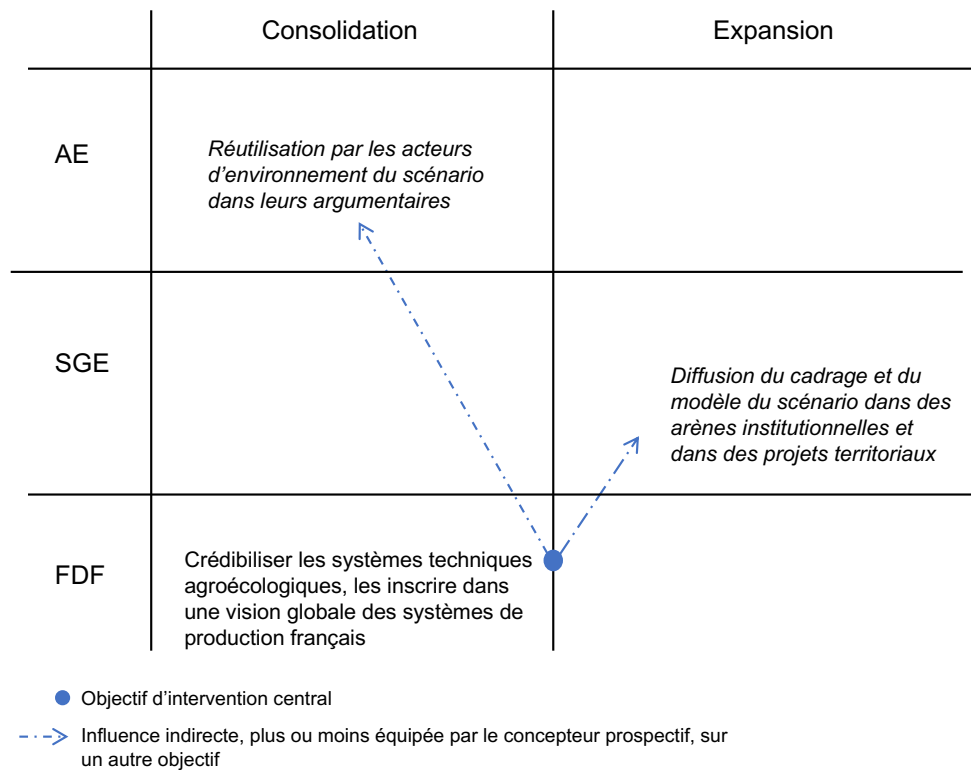 Consolidation
Expansion
AE
Réutilisation par les acteurs
d’environnement du scénario
dans leurs argumentaires
SGE
Diffusion du cadrage et du
modèle du scénario dans des
arènes institutionnelles et
dans des projets territoriaux
FDF
Crédibiliser les systèmes techniques
agroécologiques, les inscrire dans
une vision globale des systèmes de
production français
Objectif d’intervention central
Influence indirecte, plus ou moins équipée par le concepteur prospectif, sur
un autre objectif